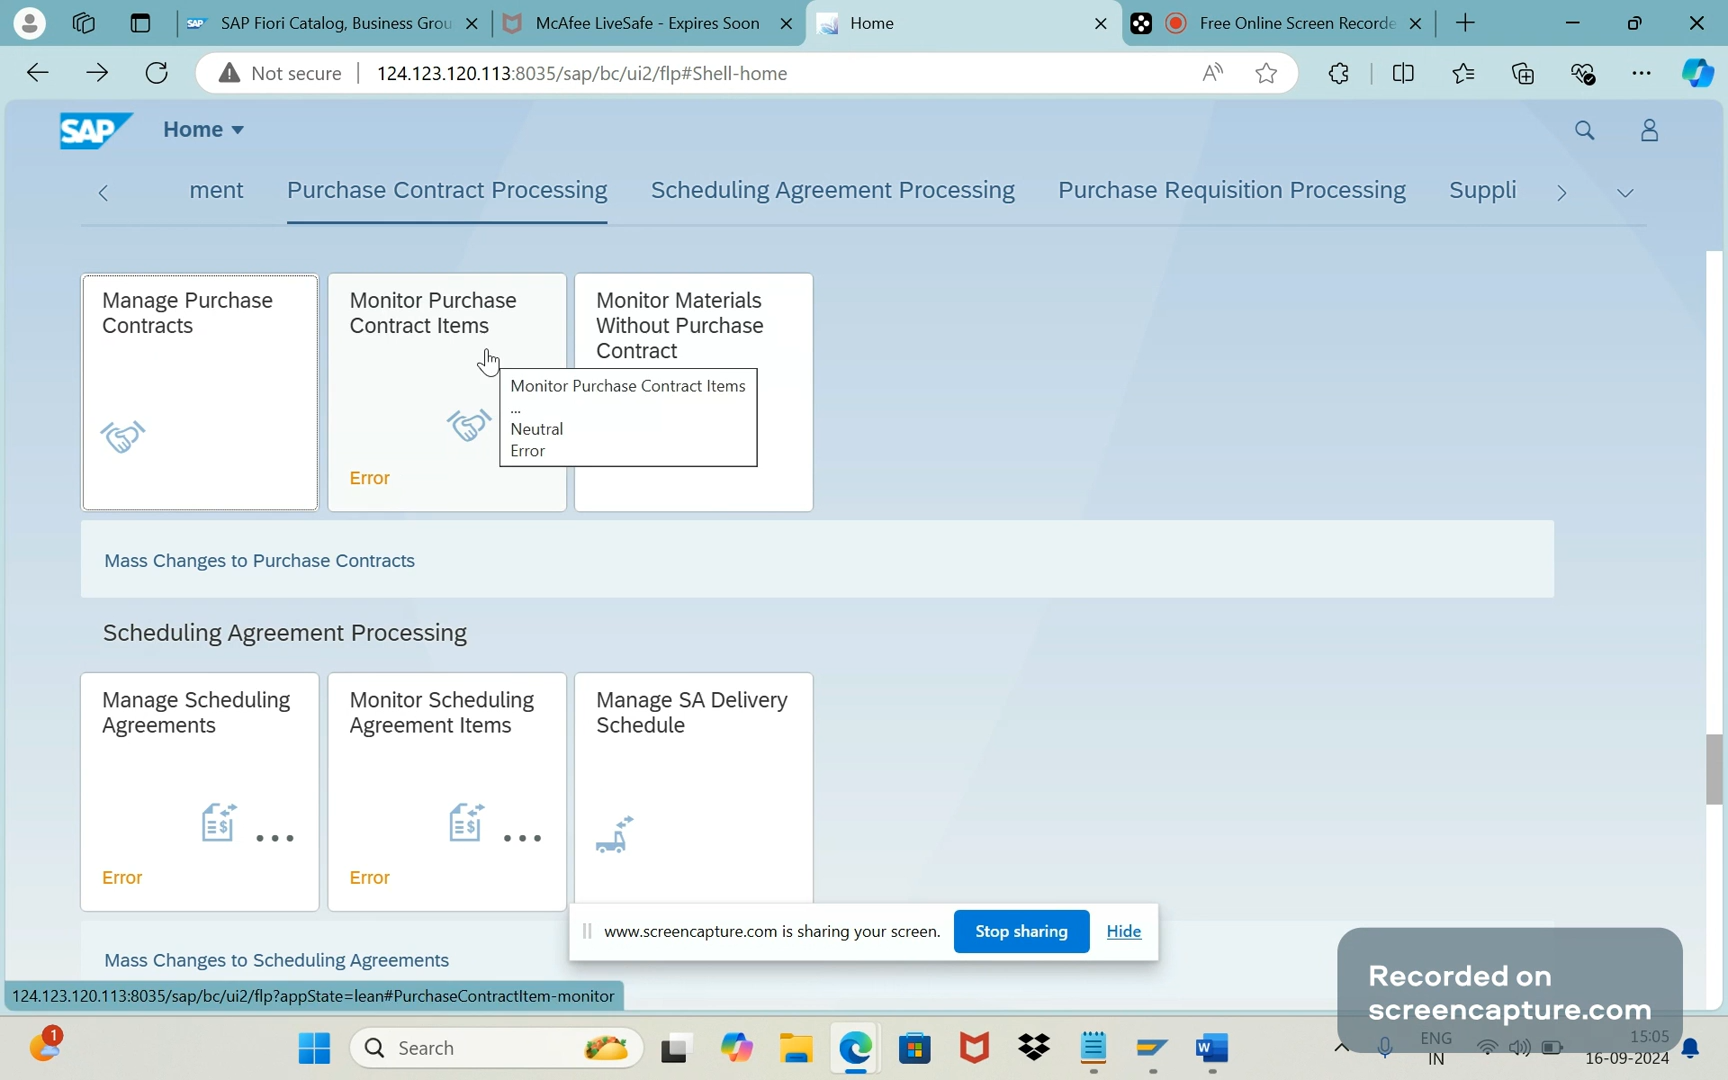 SAP Fiori Catalog, Business Grou
McAfee LiveSafe - Expires Soon
Home
Free Online Screen Recorde
Not secure
124.123.120.113:8035/sap/bc/ui2/flp#Shell-home
SAP
Home
ment
Purchase Contract Processing
Scheduling Agreement Processing
Purchase Requisition Processing
Suppli
Manage Purchase
Contracts
Monitor Purchase
Contract Items
Error
Monitor Materials
Without Purchase
Contract
Monitor Purchase Contract Items
...
Neutral
Error
Mass Changes to Purchase Contracts
Scheduling Agreement Processing
Manage Scheduling
Agreements
Error
Monitor Scheduling
Agreement Items
Error
Manage SA Delivery
Schedule
www.screencapture.com is sharing your screen.
Stop sharing
Hide
Mass Changes to Scheduling Agreements
124.123.120.113:8035/sap/bc/ui2/flp?appState=lean#PurchaseContractItem-monitor
Recorded on
screencapture.com
1
Search
ENG
IN
15:05
16-09-2024